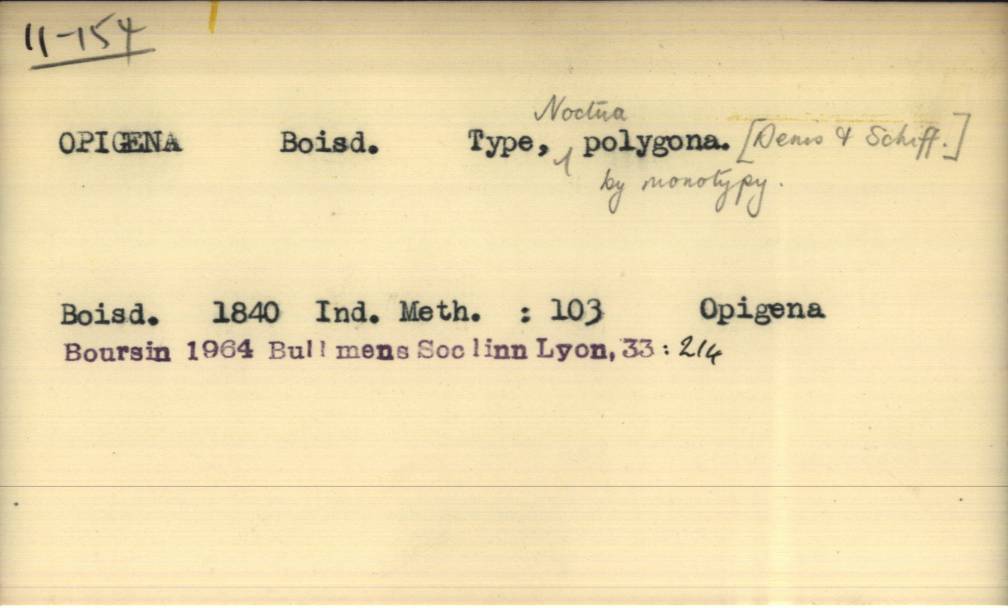 11-154
OPIGENA Boisd. Type, Noctua polygona. [Denis & Schiff.]
by monotypy.
Boisd. 1840 Ind. Meth. : 103 Opigena
Boursin 1964 Bull mens Soc linn Lyon, 33 : 214